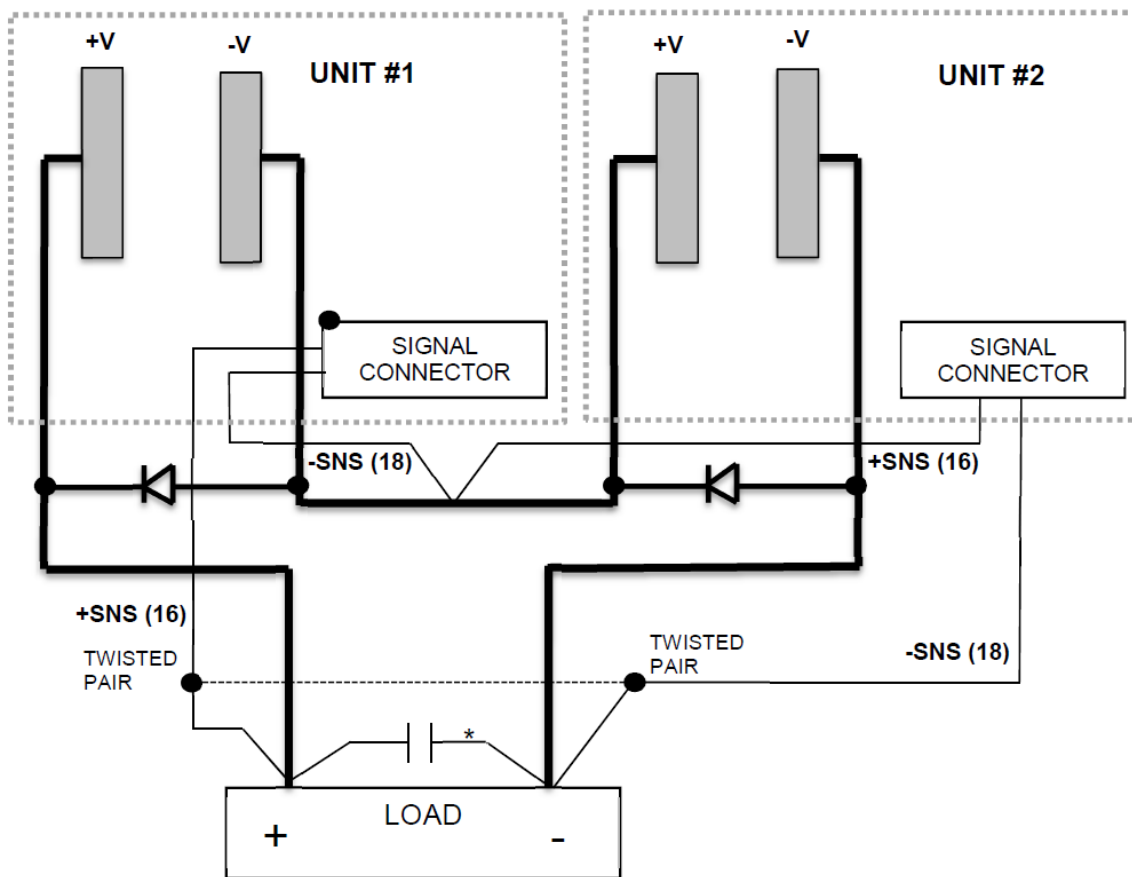 +V
-V
UNIT #1
+V
-V
UNIT #2
SIGNAL
CONNECTOR
SIGNAL
CONNECTOR
-SNS (18)
+SNS (16)
+SNS (16)
TWISTED
PAIR
TWISTED
PAIR
-SNS (18)
*
LOAD
+
-